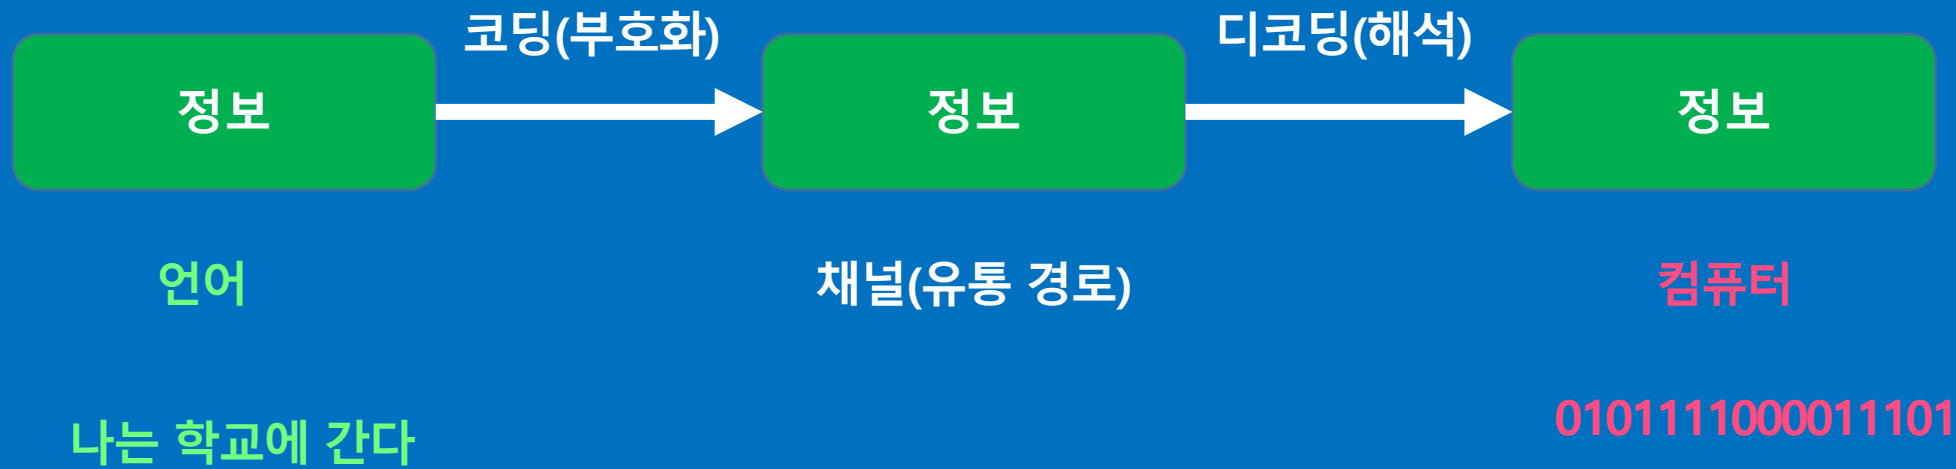 코딩(부호화)
디코딩(해석)
정보
정보
정보
언어
채널(유통 경로)
컴퓨터
나는 학교에 간다
0101111000011101